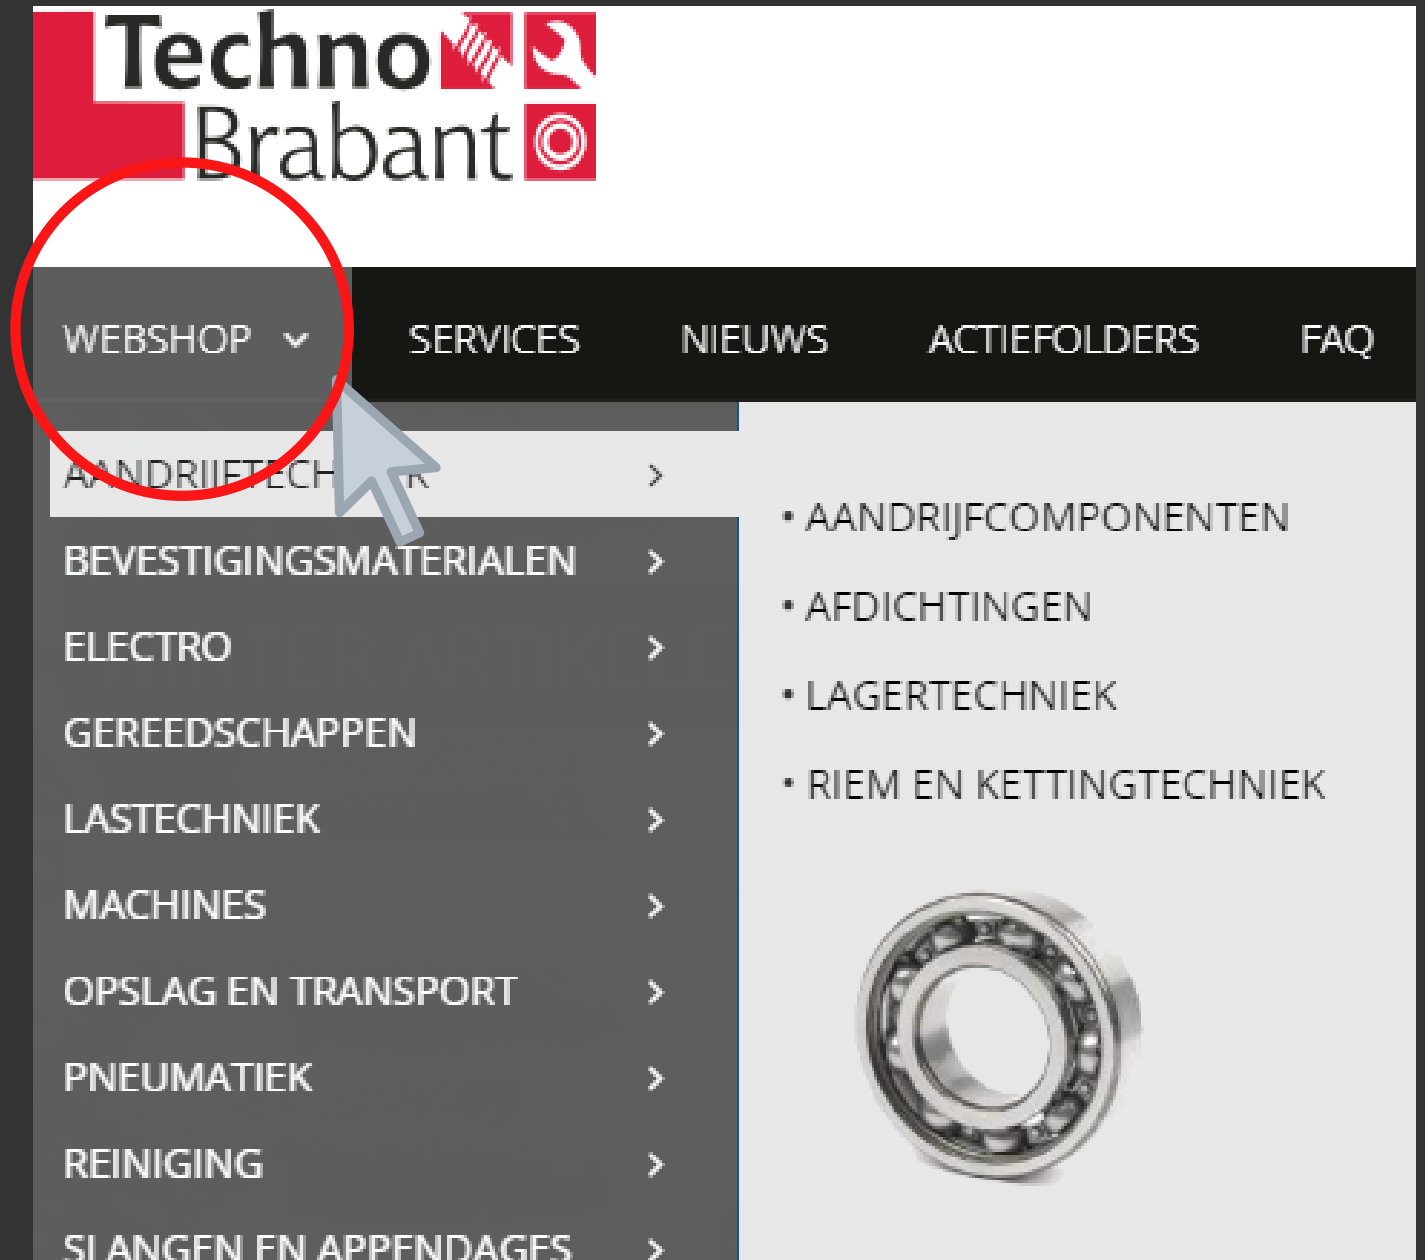 Techno
Brabant
WEBSHOP SERVICES NIEUWS ACTIEFOLDERS FAQ
BEVESTIGINGSMATERIALEN
ELECTRO
GEREEDSCHAPPEN
LASTECHNIEK
MACHINES
OPSLAG EN TRANSPORT
PNEUMATIEK
REINIGING
SLANGEN EN APPENDAGES
• AANDRIJFCOMPONENTEN
• AFDICHTINGEN
• LAGERTECHNIEK
• RIEM EN KETTINGTECHNIEK